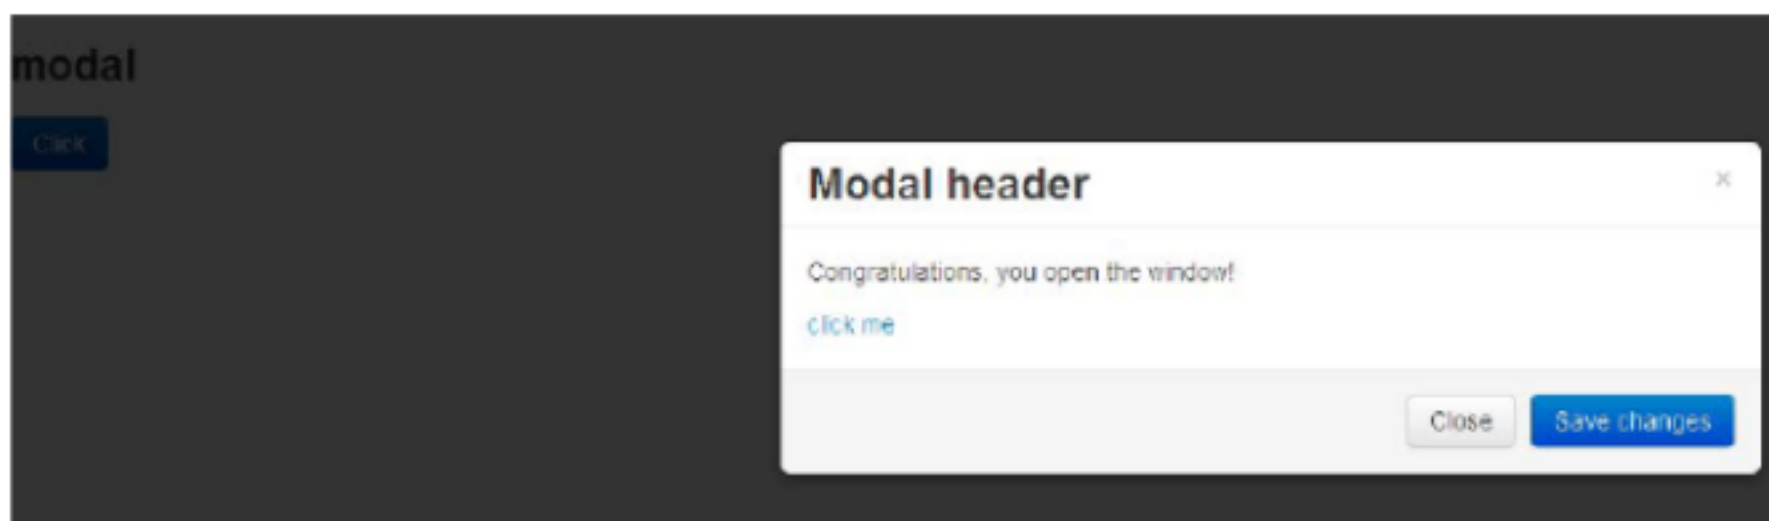 modal
Click
Modal header ×
Congratulations, you open the window!
click me
Close Save changes